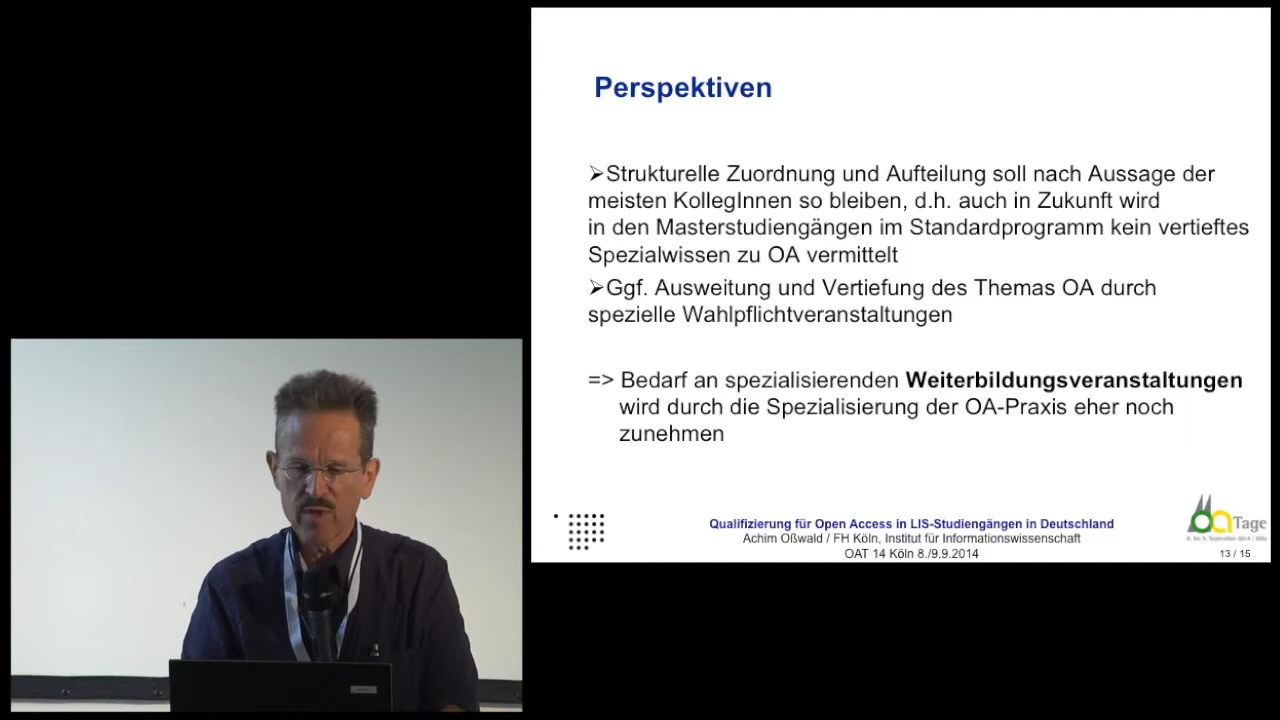 Perspektiven
➢Strukturelle Zuordnung und Aufteilung soll nach Aussage der
meisten KollegInnen so bleiben, d.h. auch in Zukunft wird
in den Masterstudiengängen im Standardprogramm kein vertieftes
Spezialwissen zu OA vermittelt
➢Ggf. Ausweitung und Vertiefung des Themas OA durch
spezielle Wahlpflichtveranstaltungen
=> Bedarf an spezialisierenden Weiterbildungsveranstaltungen
wird durch die Spezialisierung der OA-Praxis eher noch
zunehmen
Qualifizierung für Open Access in LIS-Studiengängen in Deutschland
Achim Oßwald / FH Köln, Institut für Informationswissenschaft
OAT 14 Köln 8./9.9.2014
oa Tage
13 / 15